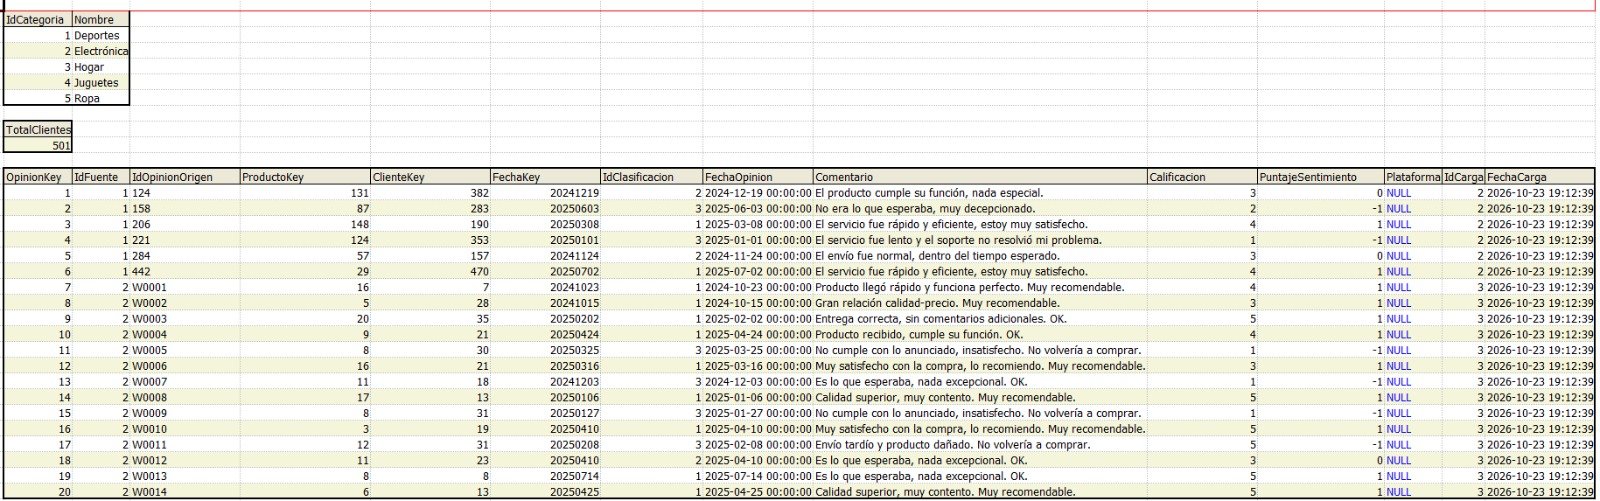 IdCategoria Nombre
1 Deportes
2 Electrónica
3 Hogar
4 Juguetes
5 Ropa
TotalClientes
501
OpinionKey IdFuente IdOpinionOrigen ProductoKey ClienteKey FechaKey IdClasificacion FechaOpinion Comentario Calificacion PuntajeSentimiento Plataforma IdCarga FechaCarga
1 1 124 131 382 20241219 2 2024-12-19 00:00:00 El producto cumple su función, nada especial. 3 0 NULL 2 2026-10-23 19:12:39
2 1 158 87 283 20250603 3 2025-06-03 00:00:00 No era lo que esperaba, muy decepcionado. 2 -1 NULL 2 2026-10-23 19:12:39
3 1 206 148 190 20250308 1 2025-03-08 00:00:00 El servicio fue rápido y eficiente, estoy muy satisfecho. 4 1 NULL 2 2026-10-23 19:12:39
4 1 221 124 353 20250101 3 2025-01-01 00:00:00 El servicio fue lento y el soporte no resolvió mi problema. 1 -1 NULL 2 2026-10-23 19:12:39
5 1 284 57 157 20241124 2 2024-11-24 00:00:00 El envío fue normal, dentro del tiempo esperado. 3 0 NULL 2 2026-10-23 19:12:39
6 1 442 29 470 20250702 1 2025-07-02 00:00:00 El servicio fue rápido y eficiente, estoy muy satisfecho. 4 1 NULL 2 2026-10-23 19:12:39
7 2 W0001 16 7 20241023 1 2024-10-23 00:00:00 Producto llegó rápido y funciona perfecto. Muy recomendable. 4 1 NULL 3 2026-10-23 19:12:39
8 2 W0002 5 28 20241015 1 2024-10-15 00:00:00 Gran relación calidad-precio. Muy recomendable. 3 1 NULL 3 2026-10-23 19:12:39
9 2 W0003 20 35 20250202 1 2025-02-02 00:00:00 Entrega correcta, sin comentarios adicionales. OK. 5 1 NULL 3 2026-10-23 19:12:39
10 2 W0004 9 21 20250424 1 2025-04-24 00:00:00 Producto recibido, cumple su función. OK. 4 1 NULL 3 2026-10-23 19:12:39
11 2 W0005 8 30 20250325 3 2025-03-25 00:00:00 No cumple con lo anunciado, insatisfecho. No volvería a comprar. 1 -1 NULL 3 2026-10-23 19:12:39
12 2 W0006 16 21 20250316 1 2025-03-16 00:00:00 Muy satisfecho con la compra, lo recomiendo. Muy recomendable. 3 1 NULL 3 2026-10-23 19:12:39
13 2 W0007 11 18 20241203 3 2024-12-03 00:00:00 Es lo que esperaba, nada excepcional. OK. 1 -1 NULL 3 2026-10-23 19:12:39
14 2 W0008 17 13 20250106 1 2025-01-06 00:00:00 Calidad superior, muy contento. Muy recomendable. 5 1 NULL 3 2026-10-23 19:12:39
15 2 W0009 8 31 20250127 3 2025-01-27 00:00:00 No cumple con lo anunciado, insatisfecho. No volvería a comprar. 1 -1 NULL 3 2026-10-23 19:12:39
16 2 W0010 3 19 20250410 1 2025-04-10 00:00:00 Muy satisfecho con la compra, lo recomiendo. Muy recomendable. 5 1 NULL 3 2026-10-23 19:12:39
17 2 W0011 12 31 20250208 3 2025-02-08 00:00:00 Envío tardío y producto dañado. No volvería a comprar. 5 -1 NULL 3 2026-10-23 19:12:39
18 2 W0012 11 23 20250410 2 2025-04-10 00:00:00 Es lo que esperaba, nada excepcional. OK. 3 0 NULL 3 2026-10-23 19:12:39
19 2 W0013 8 8 20250714 1 2025-07-14 00:00:00 Es lo que esperaba, nada excepcional. OK. 5 1 NULL 3 2026-10-23 19:12:39
20 2 W0014 6 13 20250425 1 2025-04-25 00:00:00 Calidad superior, muy contento. Muy recomendable. 5 1 NULL 3 2026-10-23 19:12:39